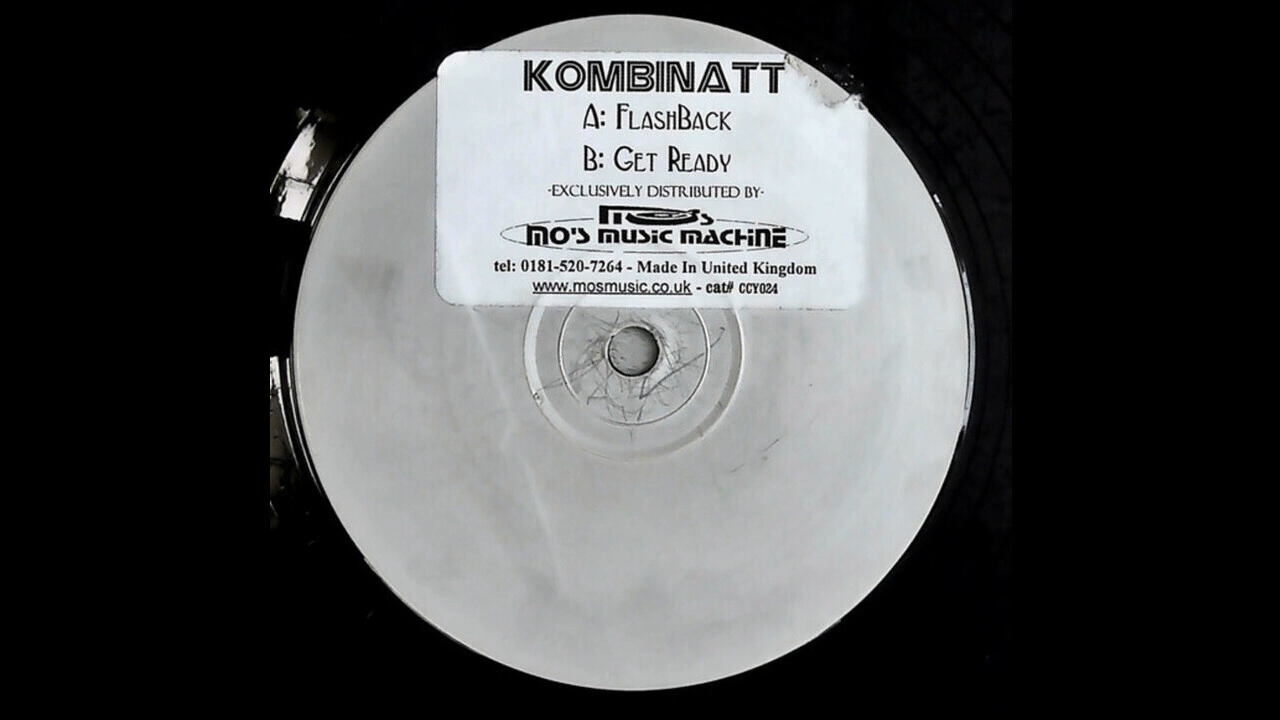 KOMBINATT
A: FLASHBACK
B: GET READY
-EXCLUSIVELY DISTRIBUTED BY-
MO'S
MO'S MUSIC MACHINE
tel: 0181-520-7264 - Made In United Kingdom
www.mosmusic.co.uk - cat# CCY024